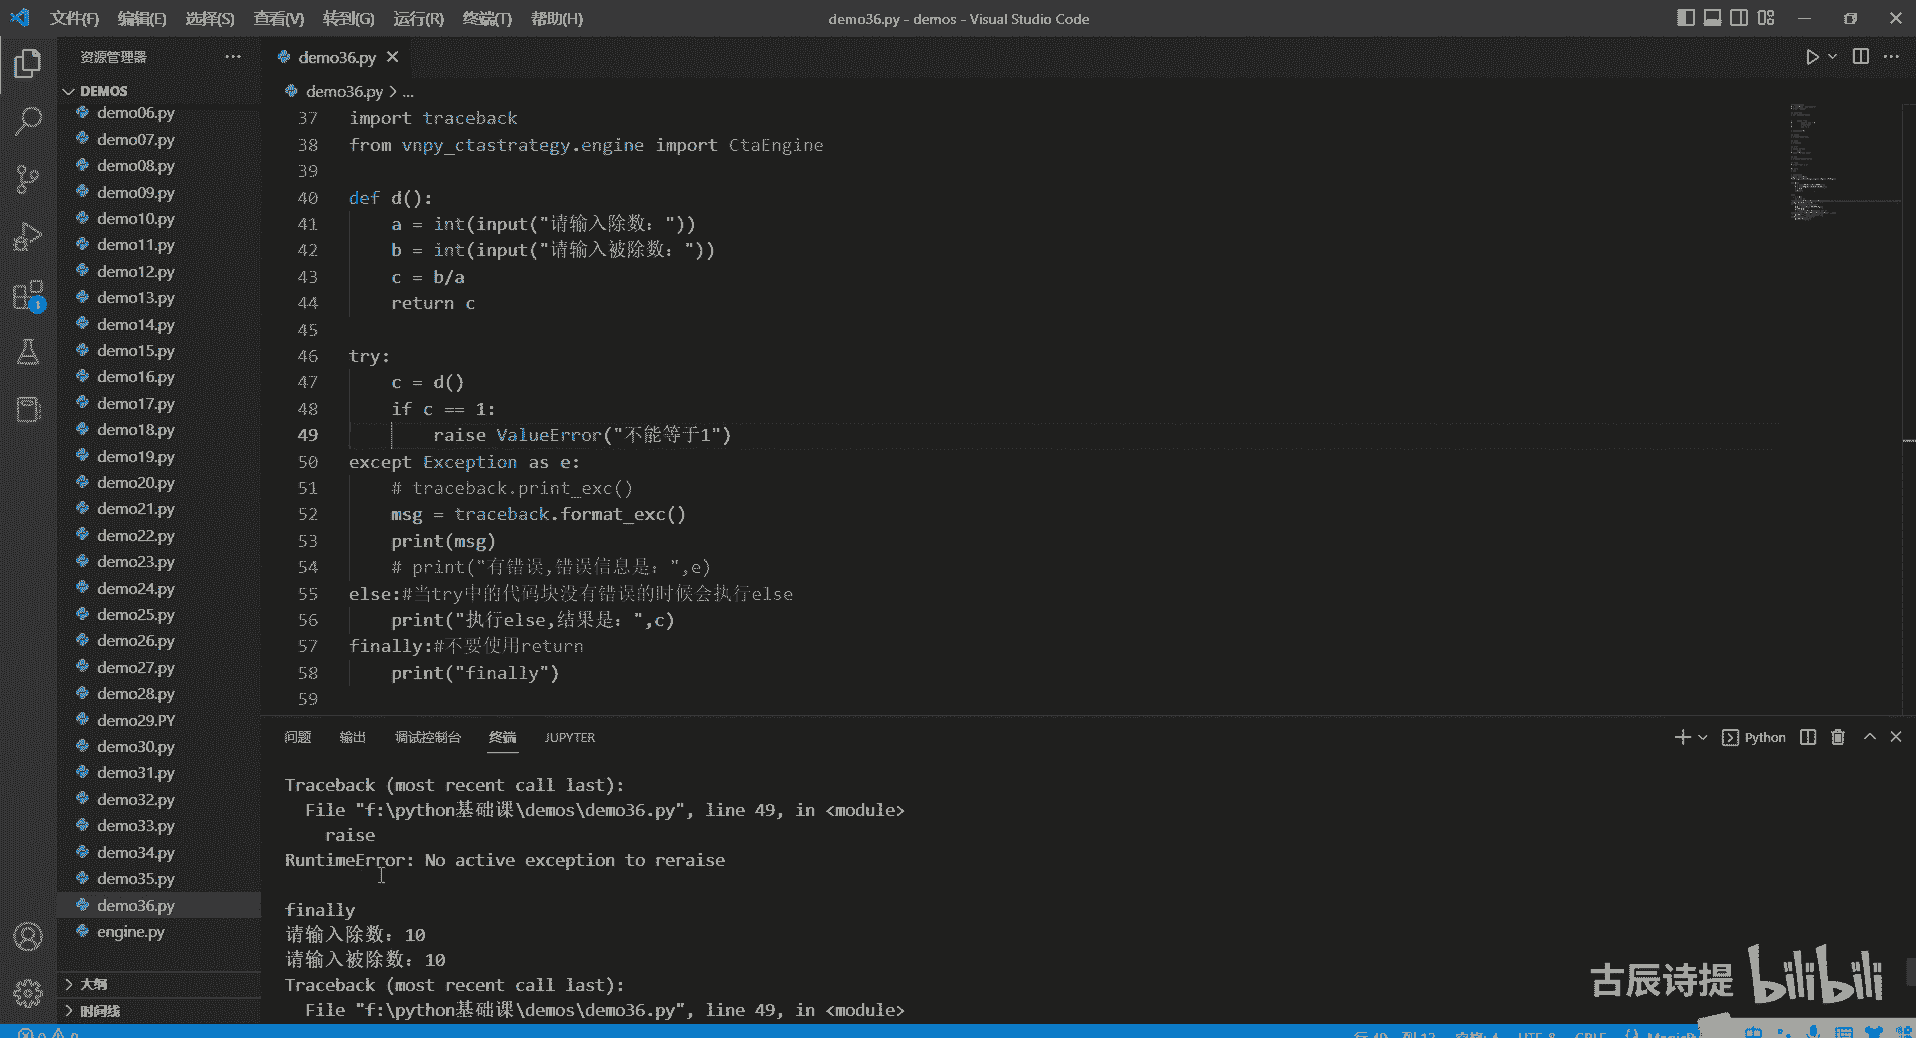 文件(F) 编辑(E) 选择(S) 查看(V) 转到(G) 运行(R) 终端(T) 帮助(H)
demo36.py - demos - Visual Studio Code
资源管理器
demo36.py
DEMOS
demo36.py > ...
demo06.py
demo07.py
demo08.py
demo09.py
demo10.py
demo11.py
demo12.py
demo13.py
demo14.py
demo15.py
demo16.py
demo17.py
demo18.py
demo19.py
demo20.py
demo21.py
demo22.py
demo23.py
demo24.py
demo25.py
demo26.py
demo27.py
demo28.py
demo29.PY
demo30.py
demo31.py
demo32.py
demo33.py
demo34.py
demo35.py
demo36.py
engine.py
大纲
时间线
1
37 import traceback
38 from vnpy_ctastrategy.engine import CtaEngine
39
40 def d():
41 a = int(input("请输入除数: "))
42 b = int(input("请输入被除数: "))
43 c = b/a
44 return c
45
46 try:
47 c = d()
48 if c == 1:
49 raise ValueError("不能等于1")
50 except Exception as e:
51 # traceback.print_exc()
52 msg = traceback.format_exc()
53 print(msg)
54 # print("有错误,错误信息是: ",e)
55 else:#当try中的代码块没有错误的时候会执行else
56 print("执行else,结果是: ",c)
57 finally:#不要使用return
58 print("finally")
59
问题 输出 调试控制台 终端 JUPYTER
Python
Traceback (most recent call last):
File "f:\python基础课\demos\demo36.py", line 49, in <module>
raise
RuntimeError: No active exception to reraise
finally
请输入除数: 10
请输入被除数: 10
Traceback (most recent call last):
File "f:\python基础课\demos\demo36.py", line 49, in <module>
古辰诗提 bilibili